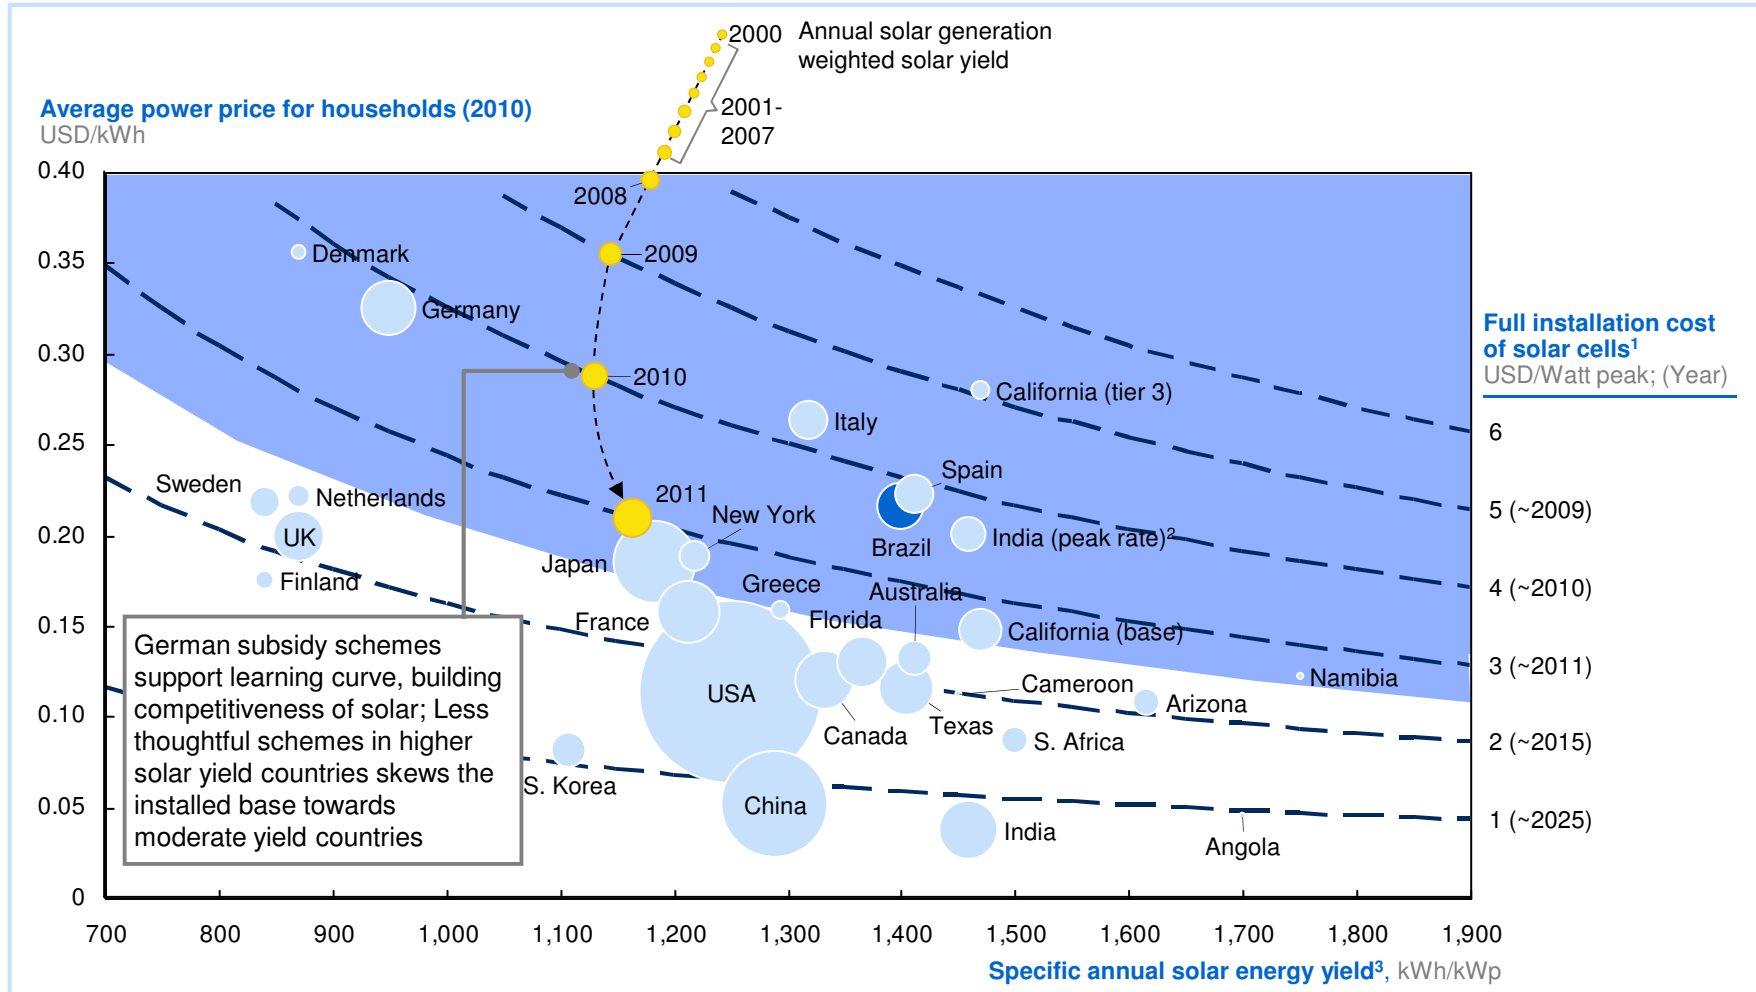 2000
Annual solar generation
weighted solar yield
2001-
2007
Average power price for households (2010)
USD/kWh
0.40
0.35
0.30
0.25
0.20
0.15
0.10
0.05
0
2008
2009
2010
2011
Denmark
Germany
California (tier 3)
Italy
Spain
Sweden
Netherlands
New York
UK
Brazil
India (peak rate)²
Japan
Finland
Greece
Australia
France
Florida
California (base)
USA
Cameroon
Namibia
Arizona
Canada
Texas
S. Africa
S. Korea
China
India
Angola
German subsidy schemes
support learning curve, building
competitiveness of solar; Less
thoughtful schemes in higher
solar yield countries skews the
installed base towards
moderate yield countries
Full installation cost
of solar cells¹
USD/Watt peak; (Year)
6
5 (~2009)
4 (~2010)
3 (~2011)
2 (~2015)
1 (~2025)
700 800 900 1,000 1,100 1,200 1,300 1,400 1,500 1,600 1,700 1,800 1,900
Specific annual solar energy yield³, kWh/kWp